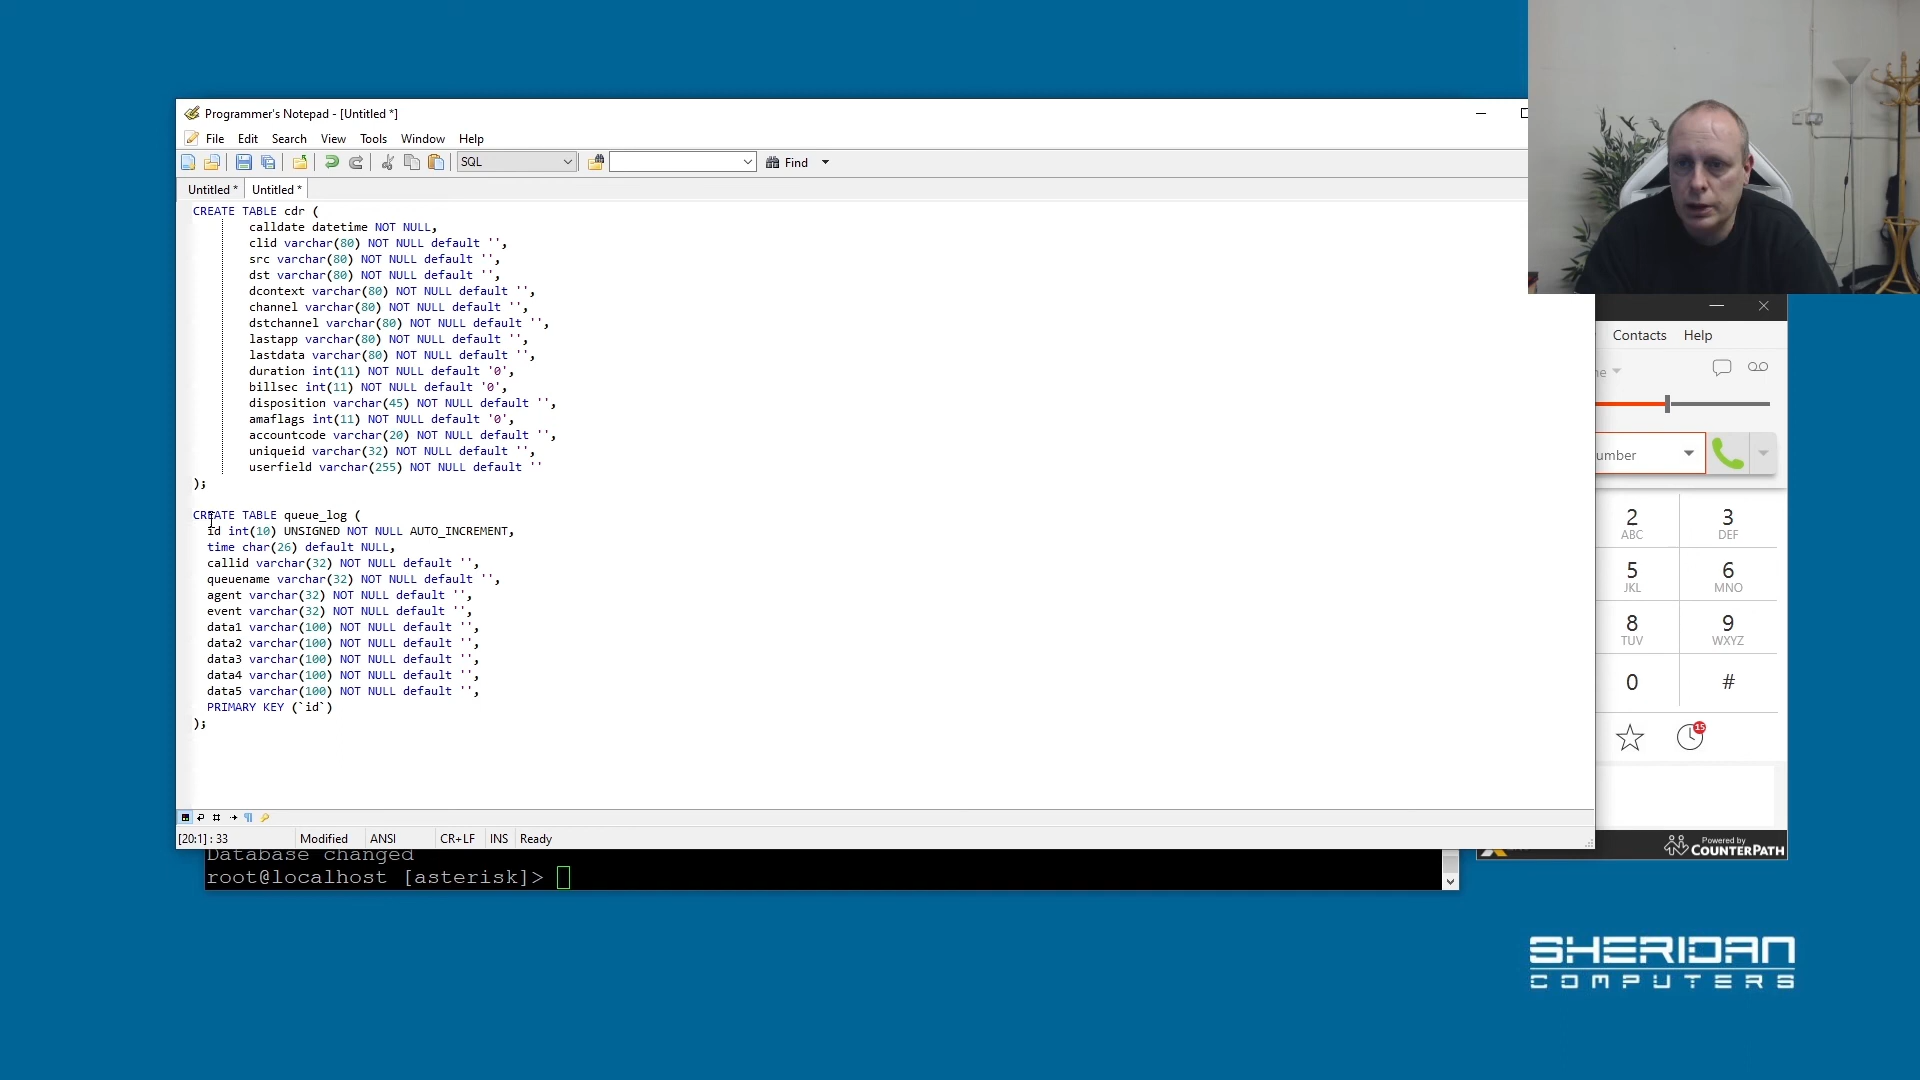 Programmer's Notepad - [Untitled *]
File Edit Search View Tools Window Help
SQL Find
Untitled * Untitled *
CREATE TABLE cdr (
calldate datetime NOT NULL,
clid varchar(80) NOT NULL default '',
src varchar(80) NOT NULL default '',
dst varchar(80) NOT NULL default '',
dcontext varchar(80) NOT NULL default '',
channel varchar(80) NOT NULL default '',
dstchannel varchar(80) NOT NULL default '',
lastapp varchar(80) NOT NULL default '',
lastdata varchar(80) NOT NULL default '',
duration int(11) NOT NULL default '0',
billsec int(11) NOT NULL default '0',
disposition varchar(45) NOT NULL default '',
amaflags int(11) NOT NULL default '0',
accountcode varchar(20) NOT NULL default '',
uniqueid varchar(32) NOT NULL default '',
userfield varchar(255) NOT NULL default ''
);
CREATE TABLE queue_log (
id int(10) UNSIGNED NOT NULL AUTO_INCREMENT,
time char(26) default NULL,
callid varchar(32) NOT NULL default '',
queuename varchar(32) NOT NULL default '',
agent varchar(32) NOT NULL default '',
event varchar(32) NOT NULL default '',
data1 varchar(100) NOT NULL default '',
data2 varchar(100) NOT NULL default '',
data3 varchar(100) NOT NULL default '',
data4 varchar(100) NOT NULL default '',
data5 varchar(100) NOT NULL default '',
PRIMARY KEY (`id`)
);
[20:1] : 33 Modified ANSI CR+LF INS Ready
Database changed
root@localhost [asterisk]>
Contacts Help
2 3
ABC DEF
5 6
JKL MNO
8 9
TUV WXYZ
0 #
15
Powered by
COUNTERPATH
SHERIDAN
COMPUTERS